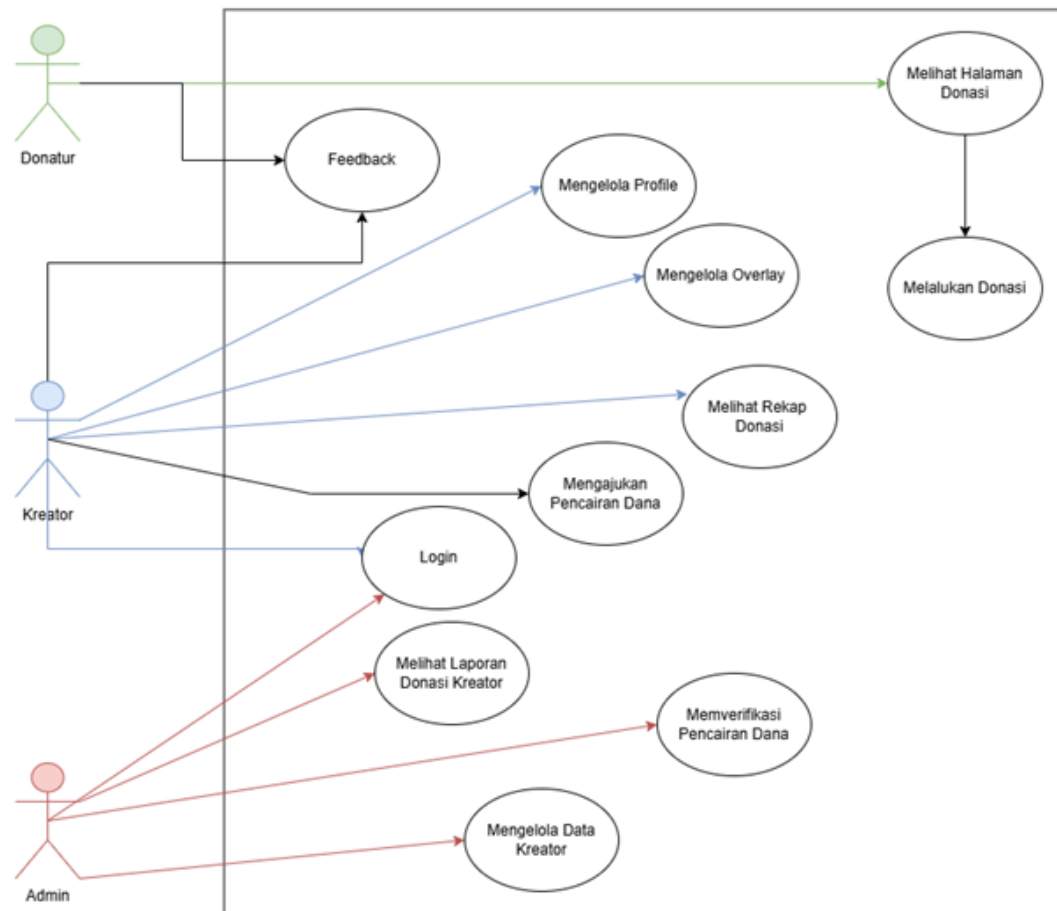 Melihat Halaman
Donasi
Donatur
Feedback
Mengelola Profile
Mengelola Overlay
Melalukan Donasi
Melihat Rekap
Donasi
Mengajukan
Pencairan Dana
Kreator
Login
Melihat Laporan
Donasi Kreator
Memverifikasi
Pencairan Dana
Mengelola Data
Kreator
Admin